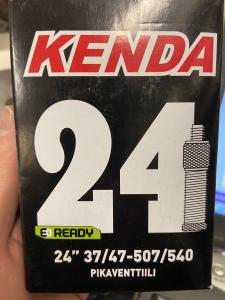 KENDA
24
E READY
24" 37/47-507/540
PIKAVENTTIILI